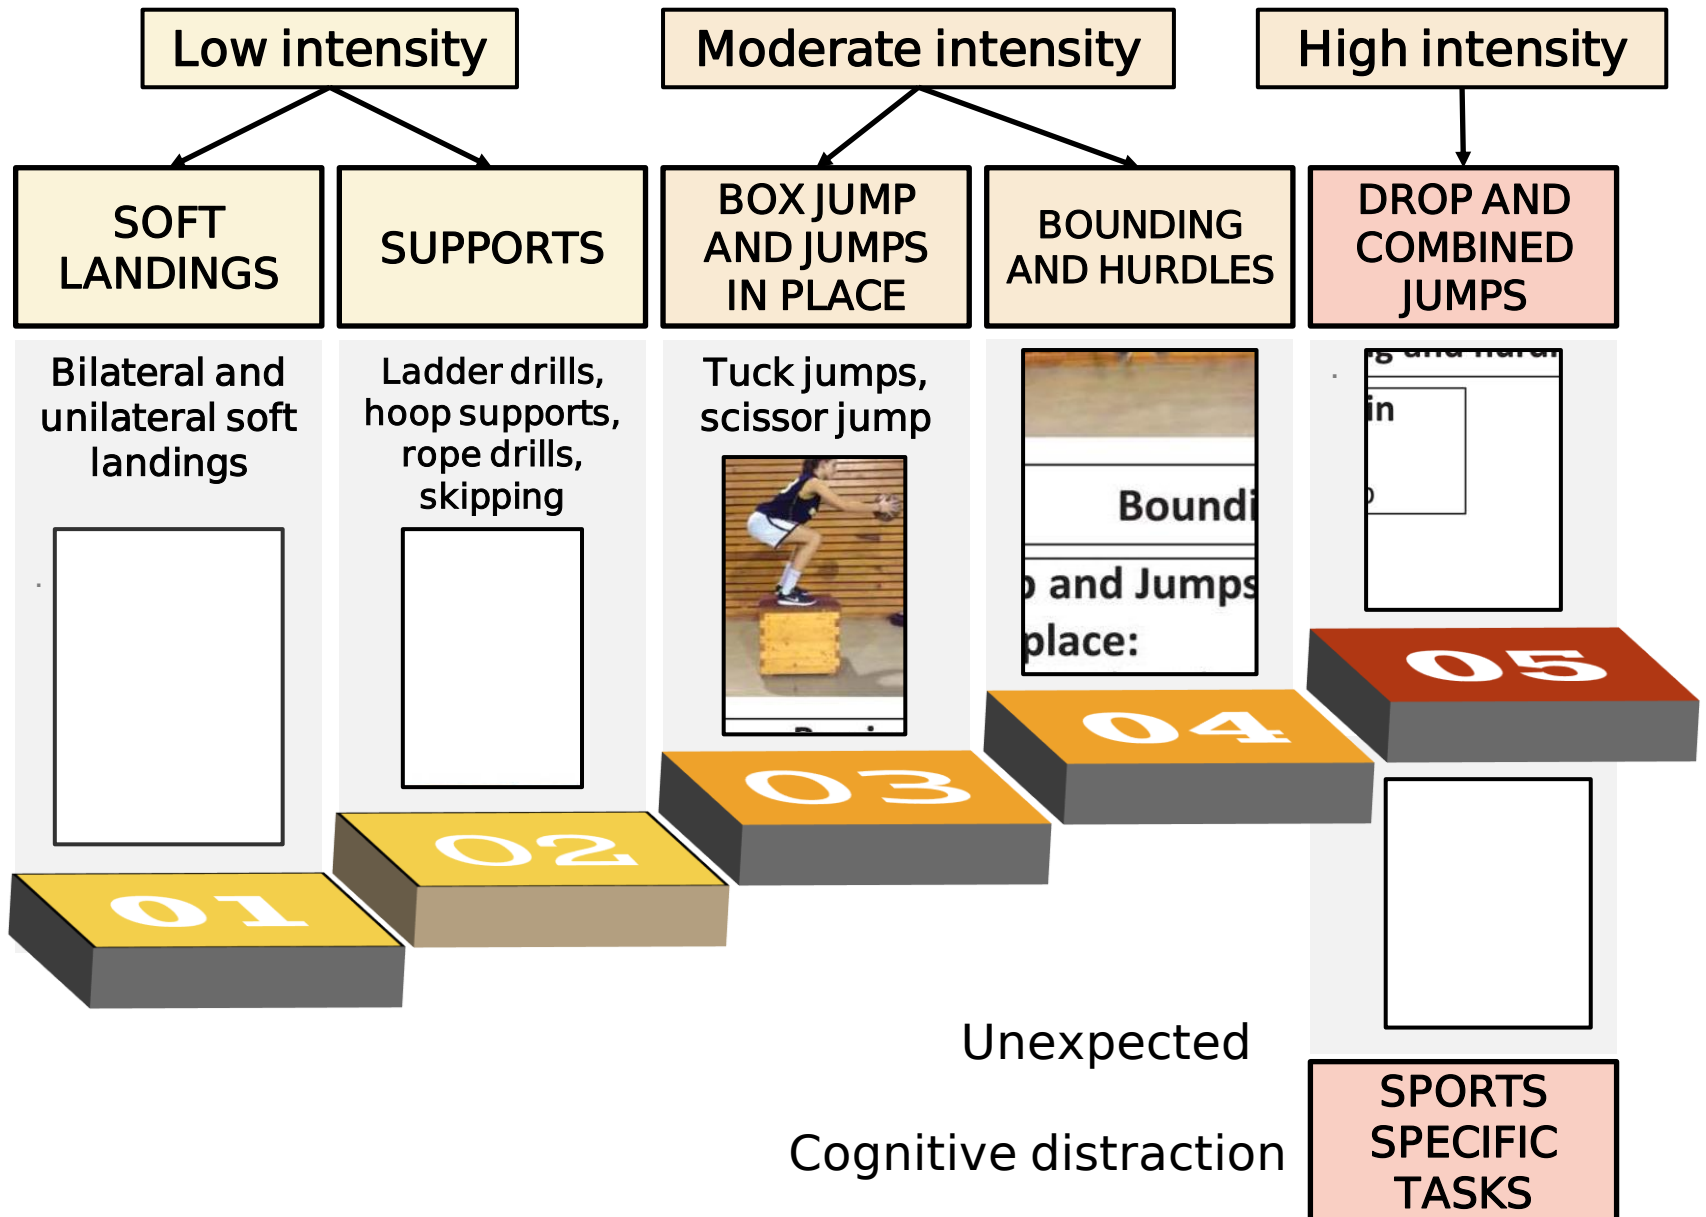 Low intensity
Moderate intensity
High intensity
SOFT
LANDINGS
SUPPORTS
BOX JUMP
AND JUMPS
IN PLACE
BOUNDING
AND HURDLES
DROP AND
COMBINED
JUMPS
Bilateral and
unilateral soft
landings
Ladder drills,
hoop supports,
rope drills,
skipping
Tuck jumps,
scissor jump
Boundi
p and Jumps
place:
in
01
02
03
04
05
Unexpected
Cognitive distraction
SPORTS
SPECIFIC
TASKS